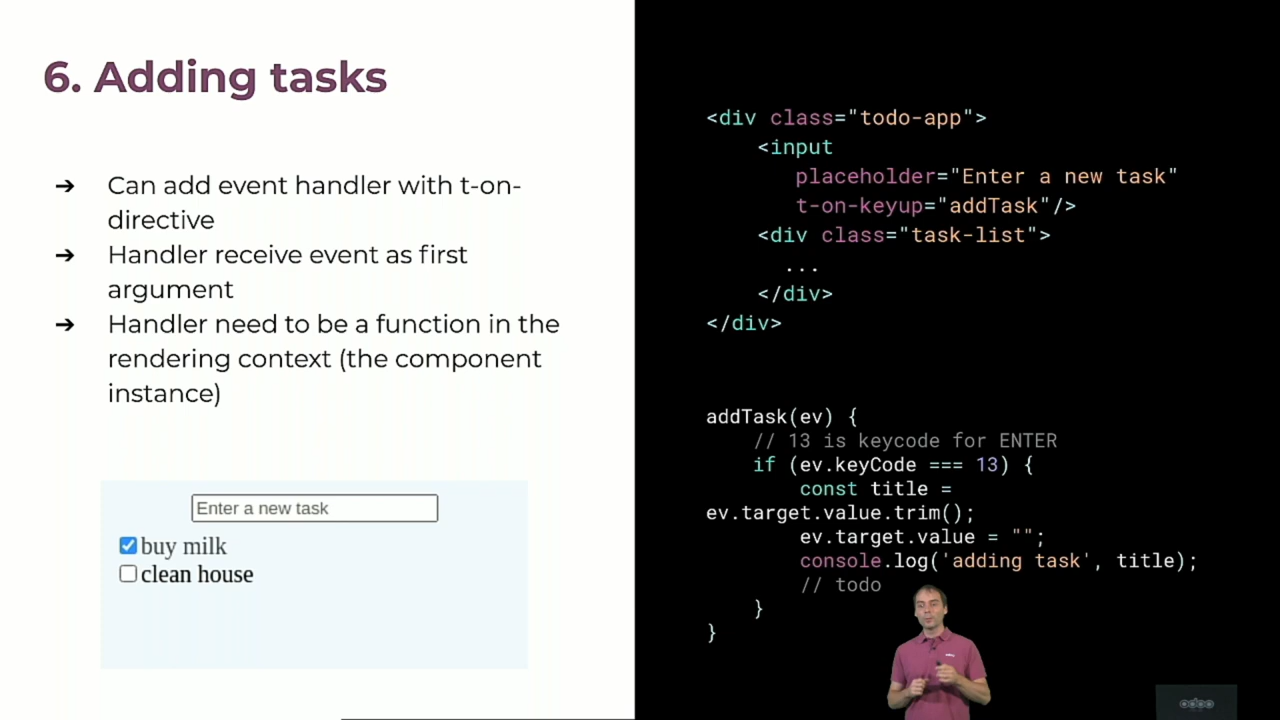 6. Adding tasks
➔ Can add event handler with t-on-
directive
➔ Handler receive event as first
argument
➔ Handler need to be a function in the
rendering context (the component
instance)
Enter a new task
buy milk
clean house
<div class="todo-app">
<input
placeholder="Enter a new task"
t-on-keyup="addTask"/>
<div class="task-list">
...
</div>
</div>
addTask(ev) {
// 13 is keycode for ENTER
if (ev.keyCode === 13) {
const title =
ev.target.value.trim();
ev.target.value = "";
console.log('adding task', title);
// todo
}
}
odoo